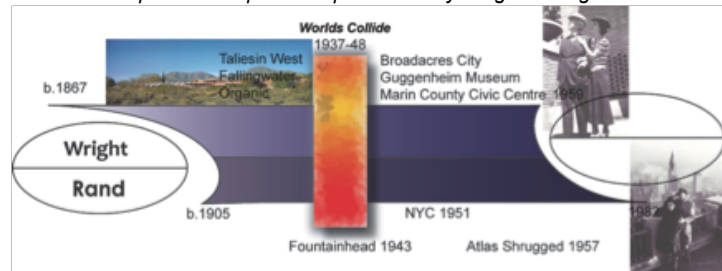 Worlds Collide
1937-48
b.1867
Taliesin West
Fallingwater
Organic
Broadacres City
Guggenheim Museum
Marin County Civic Centre 1959
Wright
Rand
b.1905
NYC 1951
1982
Fountainhead 1943
Atlas Shrugged 1957